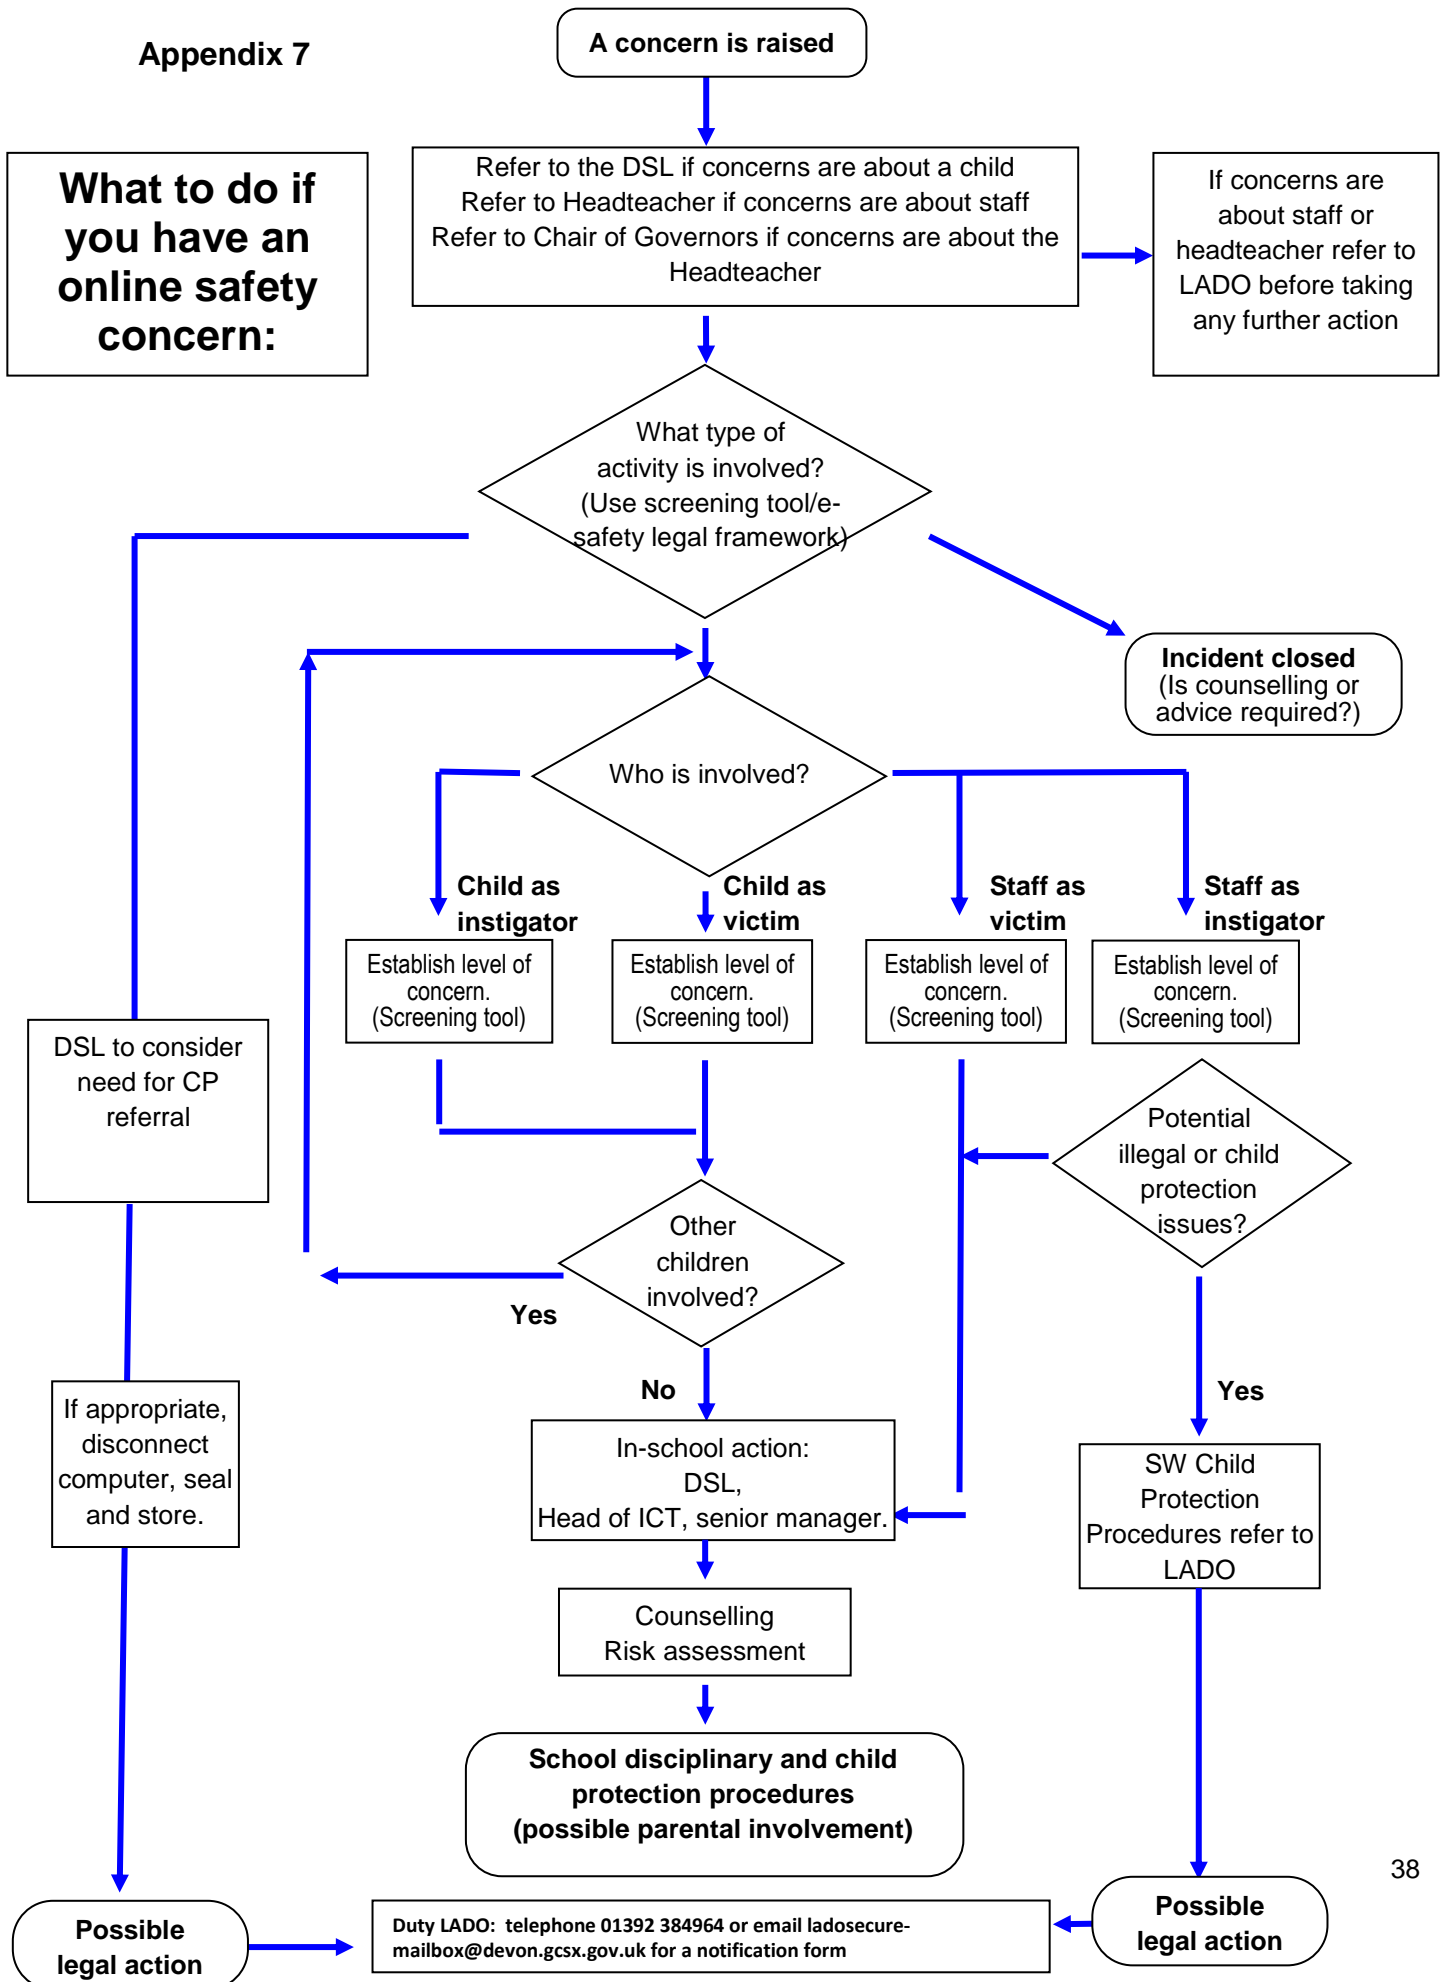 Appendix 7
A concern is raised
What to do if
you have an
online safety
concern:
Refer to the DSL if concerns are about a child
Refer to Headteacher if concerns are about staff
Refer to Chair of Governors if concerns are about the
Headteacher
If concerns are
about staff or
headteacher refer to
LADO before taking
any further action
What type of
activity is involved?
(Use screening tool/e-
safety legal framework)
Incident closed
(Is counselling or
advice required?)
Who is involved?
Child as
instigator
Child as
victim
Staff as
victim
Staff as
instigator
Establish level of
concern.
(Screening tool)
Establish level of
concern.
(Screening tool)
Establish level of
concern.
(Screening tool)
Establish level of
concern.
(Screening tool)
DSL to consider
need for CP
referral
Potential
illegal or child
protection
issues?
Other
children
involved?
Yes
No
Yes
If appropriate,
disconnect
computer, seal
and store.
In-school action:
DSL,
Head of ICT, senior manager.
SW Child
Protection
Procedures refer to
LADO
Counselling
Risk assessment
School disciplinary and child
protection procedures
(possible parental involvement)
38
Possible
legal action
Duty LADO: telephone 01392 384964 or email ladosecure-
mailbox@devon.gcsx.gov.uk for a notification form
Possible
legal action